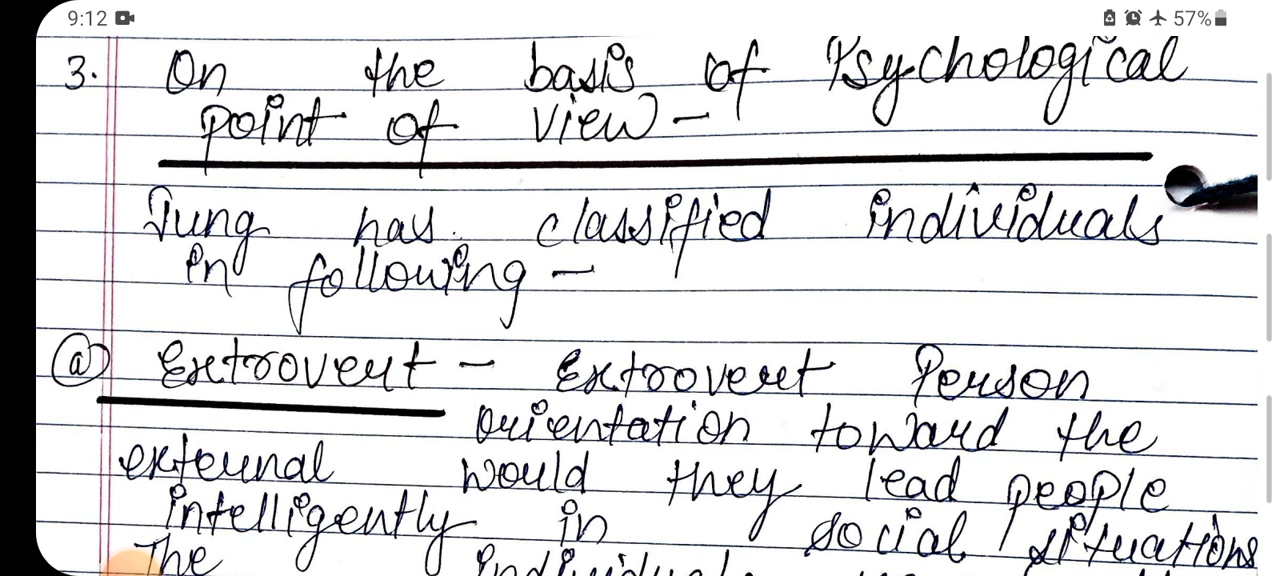 9:12
57%
3. On the basis of Psychological
point of view -
Jung has classified individuals
in following -
(a) Extrovert - Extrovert Person
orientation toward the
external would they lead people
intelligently in social situations
The individual